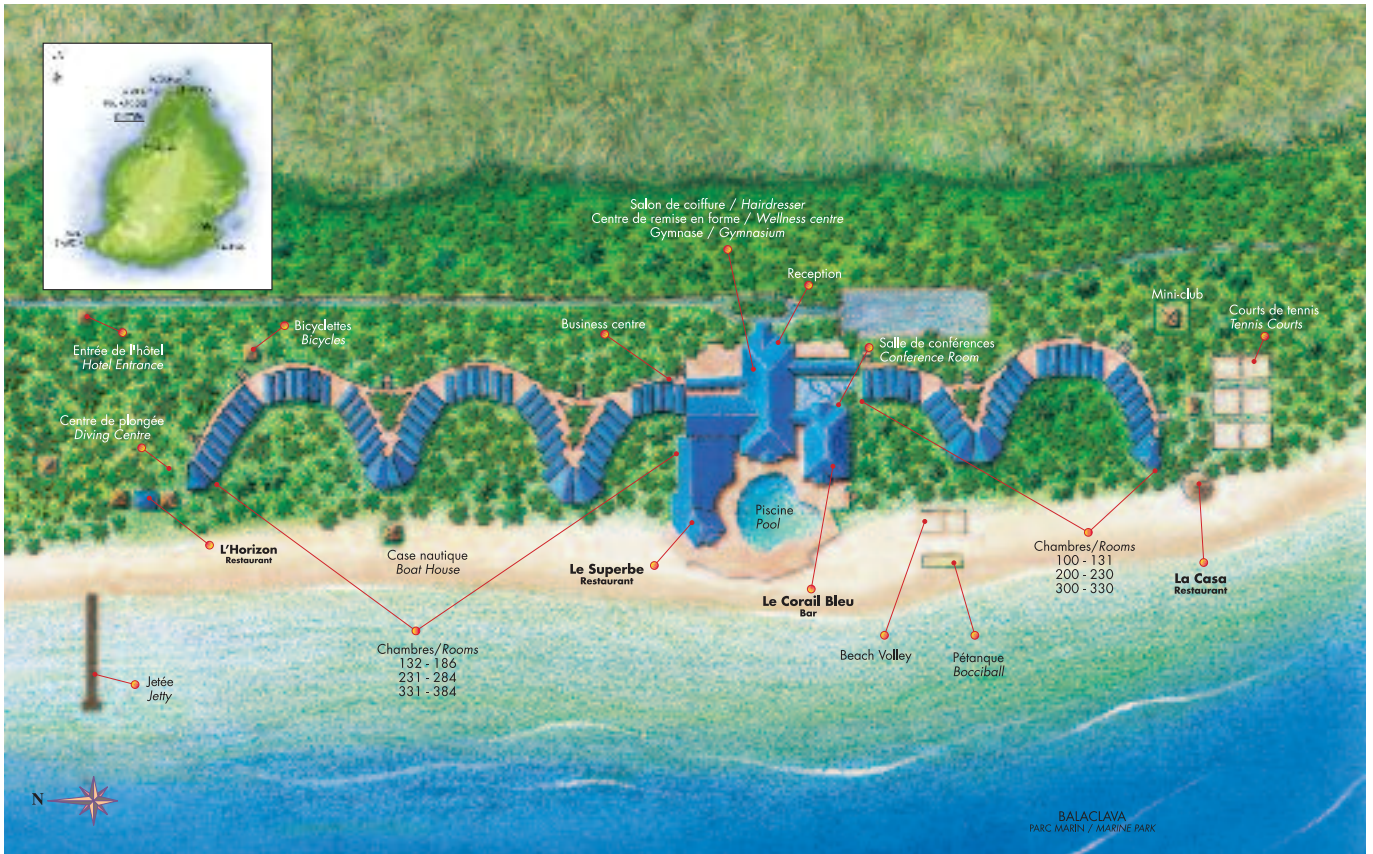 Salon de coiffure / Hairdresser
Centre de remise en forme / Wellness centre
Gymnase / Gymnasium
Reception
Mini-club
Courts de tennis
Tennis Courts
Bicyclettes
Bicycles
Business centre
Entrée de l'hôtel
Hotel Entrance
Salle de conférences
Conference Room
Centre de plongée
Diving Centre
Piscine
Pool
L'Horizon
Restaurant
Case nautique
Boat House
Le Superbe
Restaurant
Le Corail Bleu
Bar
Chambres/Rooms
100 - 131
200 - 230
300 - 330
La Casa
Restaurant
Chambres/Rooms
132 - 186
231 - 284
331 - 384
Beach Volley
Pétanque
Bocciball
Jetée
Jetty
N
BALACLAVA
PARC MARIN / MARINE PARK